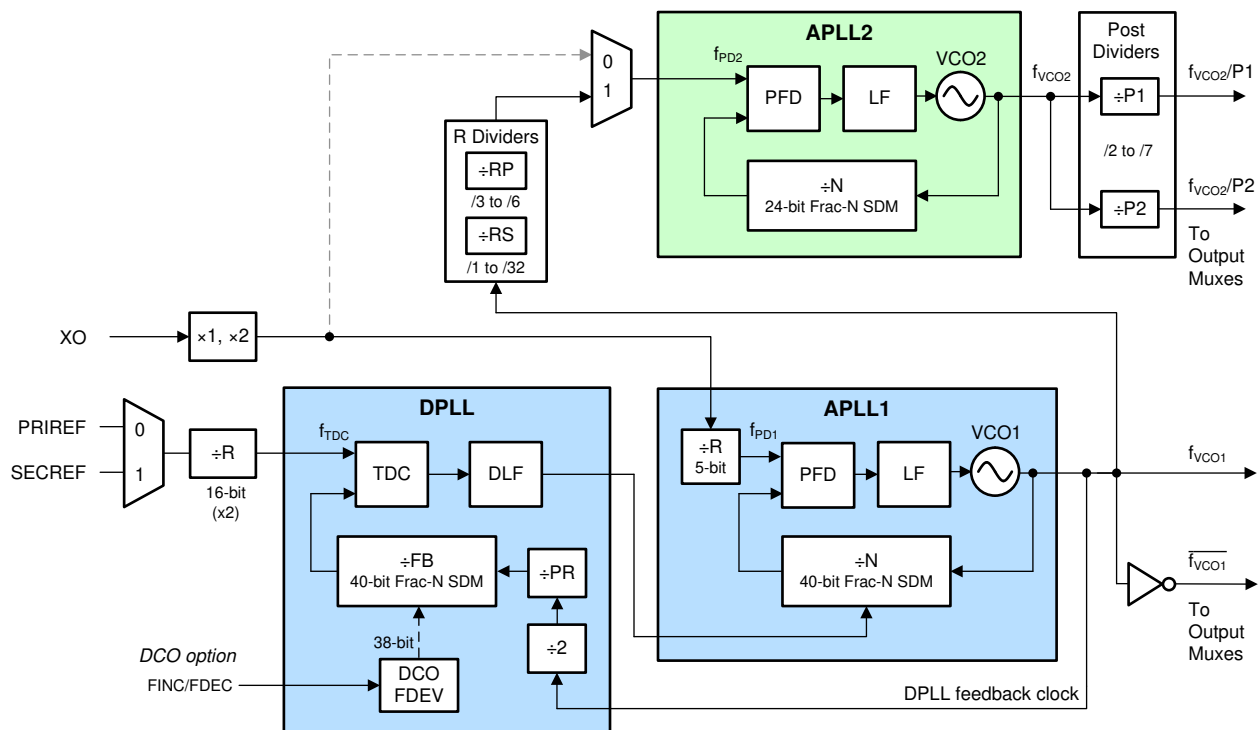 APLL2
VCO2
f_PD2
PFD
LF
÷N
24-bit Frac-N SDM
0
1
f_VCO2
Post
Dividers
÷P1
/2 to /7
÷P2
f_VCO2/P1
f_VCO2/P2
To
Output
Muxes
R Dividers
÷RP
/3 to /6
÷RS
/1 to /32
XO
×1, ×2
PRIREF
SECREF
0
1
÷R
16-bit
(x2)
DPLL
f_TDC
TDC
DLF
÷FB
40-bit Frac-N SDM
÷PR
÷2
38-bit
DCO
FDEV
DCO option
FINC/FDEC
APLL1
÷R
5-bit
f_PD1
PFD
LF
VCO1
÷N
40-bit Frac-N SDM
DPLL feedback clock
f_VCO1
f̅_V̅C̅O̅1̅
To
Output
Muxes